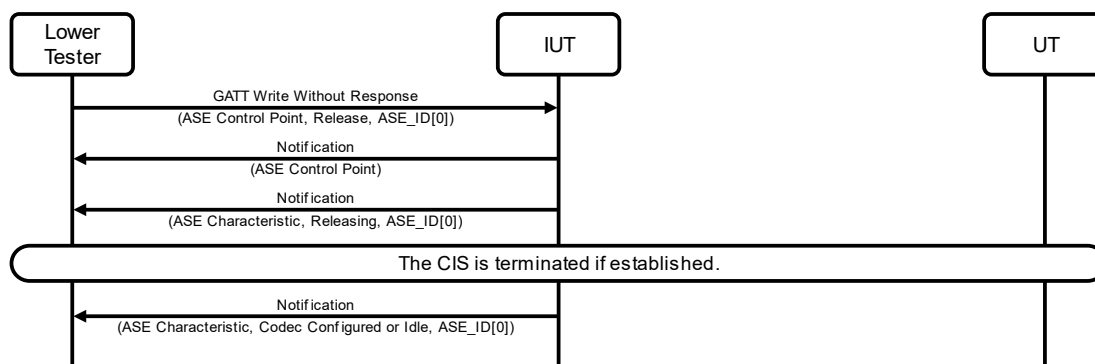 Lower
Tester
IUT
UT
GATT Write Without Response
(ASE Control Point, Release, ASE_ID[0])
Notification
(ASE Control Point)
Notification
(ASE Characteristic, Releasing, ASE_ID[0])
The CIS is terminated if established.
Notification
(ASE Characteristic, Codec Configured or Idle, ASE_ID[0])